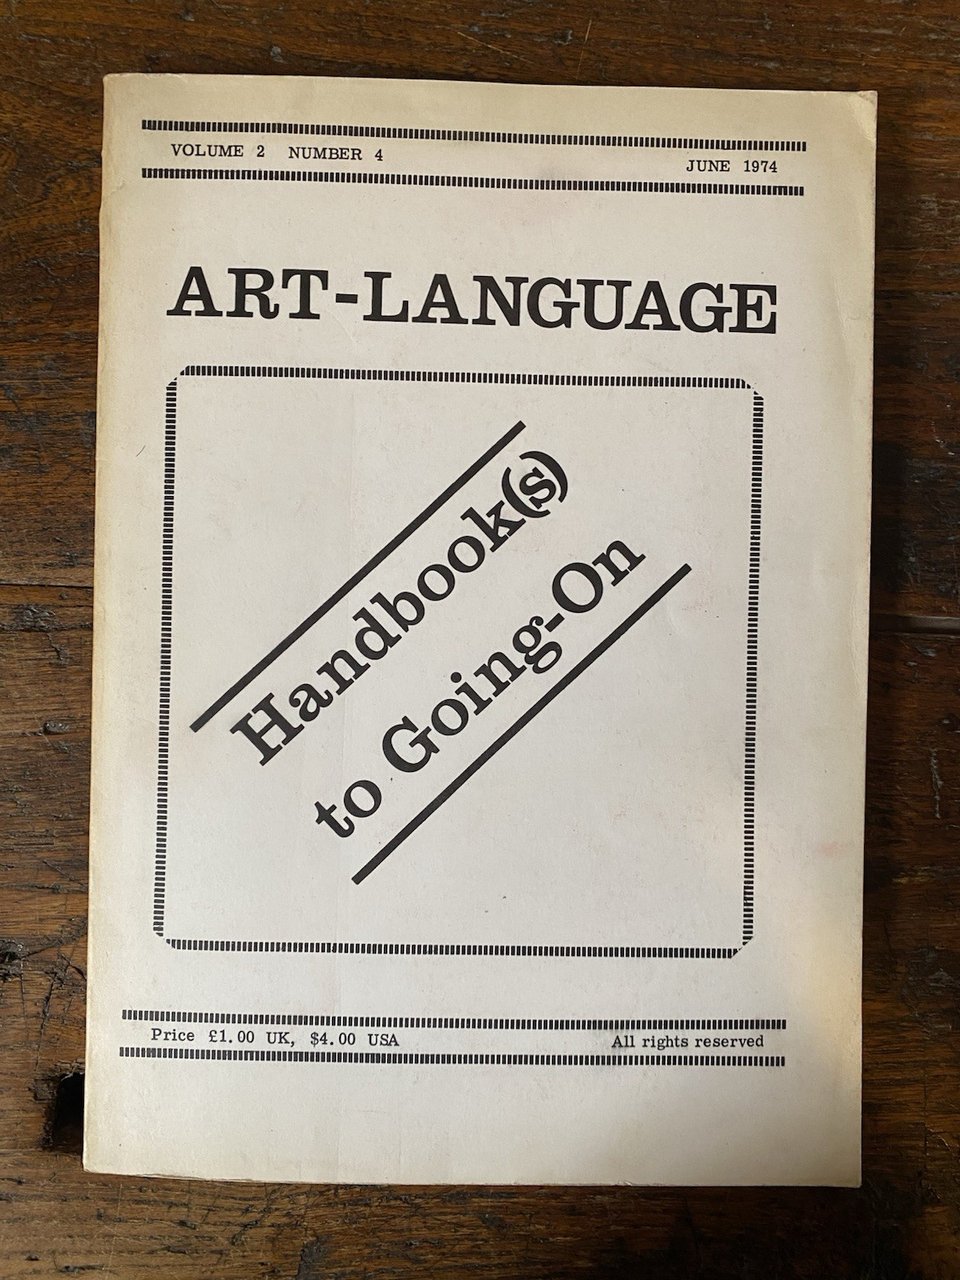 VOLUME 2 NUMBER 4
JUNE 1974
ART-LANGUAGE
Handbook(s)
to Going-On
Price £1.00 UK, $4.00 USA
All rights reserved